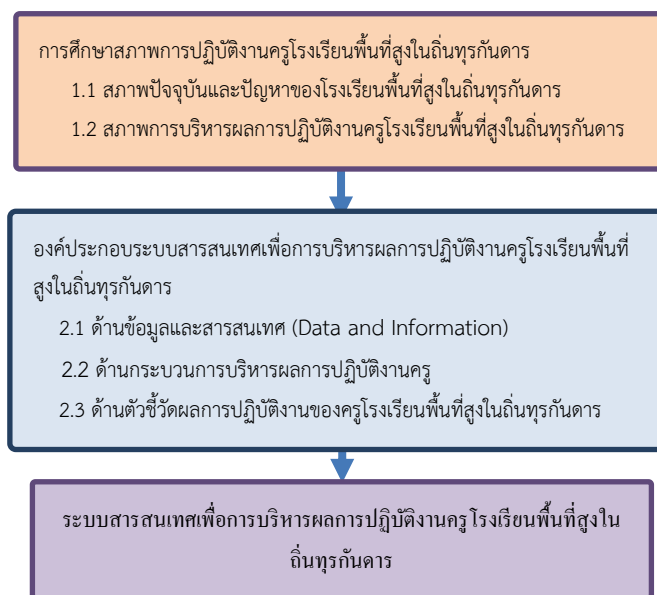 การศึกษาสภาพการปฏิบัติงานครูโรงเรียนพื้นที่สูงในถิ่นทุรกันดาร
1.1 สภาพปัจจุบันและปัญหาของโรงเรียนพื้นที่สูงในถิ่นทุรกันดาร
1.2 สภาพการบริหารผลการปฏิบัติงานครูโรงเรียนพื้นที่สูงในถิ่นทุรกันดาร
องค์ประกอบระบบสารสนเทศเพื่อการบริหารผลการปฏิบัติงานครูโรงเรียนพื้นที่
สูงในถิ่นทุรกันดาร
2.1 ด้านข้อมูลและสารสนเทศ (Data and Information)
2.2 ด้านกระบวนการบริหารผลการปฏิบัติงานครู
2.3 ด้านตัวชี้วัดผลการปฏิบัติงานของครูโรงเรียนพื้นที่สูงในถิ่นทุรกันดาร
ระบบสารสนเทศเพื่อการบริหารผลการปฏิบัติงานครูโรงเรียนพื้นที่สูงใน
ถิ่นทุรกันดาร